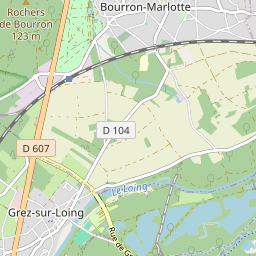 Bourron-Marlotte
Rochers
de Bourron
123 m
D 104
D 607
Le Loing
Grez-sur-Loing
Rue de G